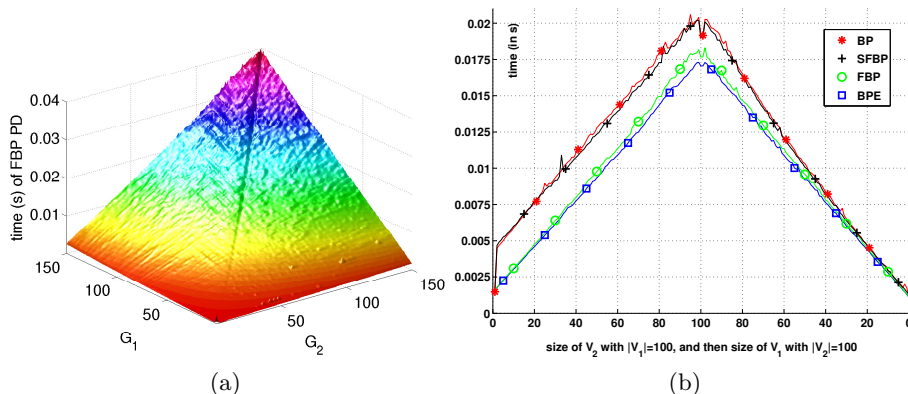 time (s) of FBP PD
0.04
0.03
0.02
0.01
150
100
50
G1
50
100
150
G2
(a)
time (in s)
0.02
0.0175
0.015
0.0125
0.01
0.0075
0.005
0.0025
0
BP
SFBP
FBP
BPE
0 20 40 60 80 100 80 60 40 20 0
size of V2 with |V1|=100, and then size of V1 with |V2|=100
(b)